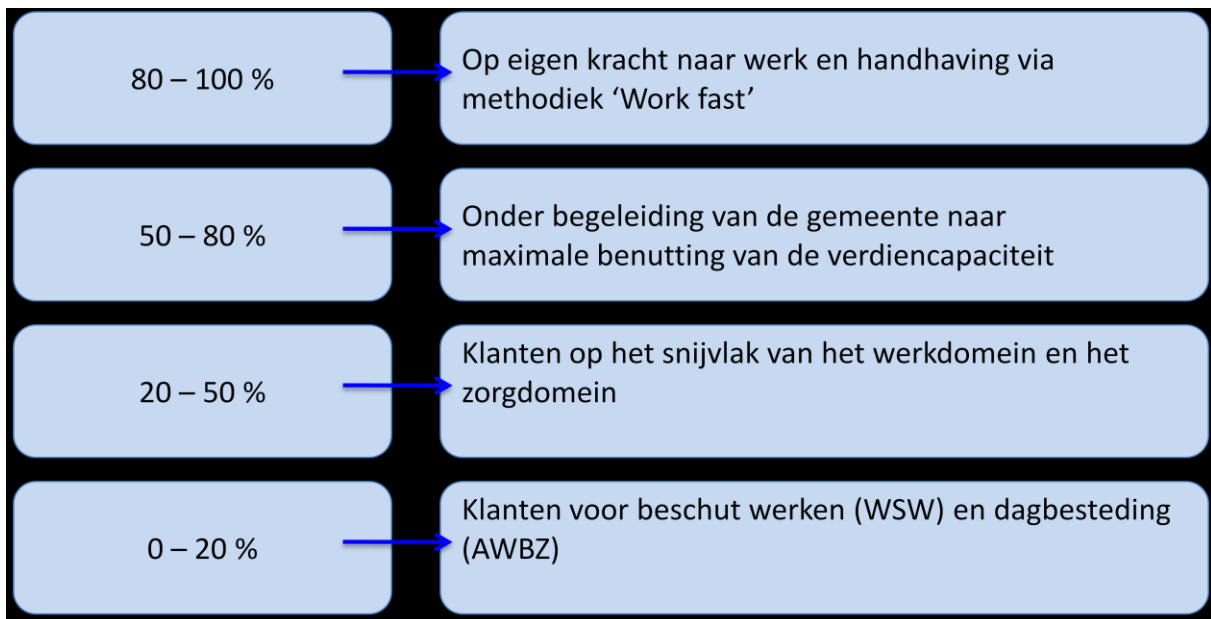 80 – 100 %
Op eigen kracht naar werk en handhaving via
methodiek ‘Work fast’
50 – 80 %
Onder begeleiding van de gemeente naar
maximale benutting van de verdiencapaciteit
20 – 50 %
Klanten op het snijvlak van het werkdomein en het
zorgdomein
0 – 20 %
Klanten voor beschut werken (WSW) en dagbesteding
(AWBZ)